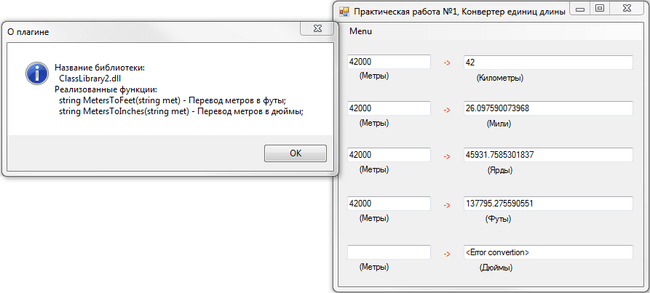 О плагине
Название библиотеки:
ClassLibrary2.dll
Реализованные функции:
string MetersToFeet(string met) - Перевод метров в футы;
string MetersToInches(string met) - Перевод метров в дюймы;
OK
Практическая работа №1, Конвертер единиц длины
Menu
42000 -> 42
(Метры) (Километры)
42000 -> 26.097590073968
(Метры) (Мили)
42000 -> 45931.7585301837
(Метры) (Ярды)
42000 -> 137795.275590551
(Метры) (Футы)
-> <Error convertion>
(Метры) (Дюймы)